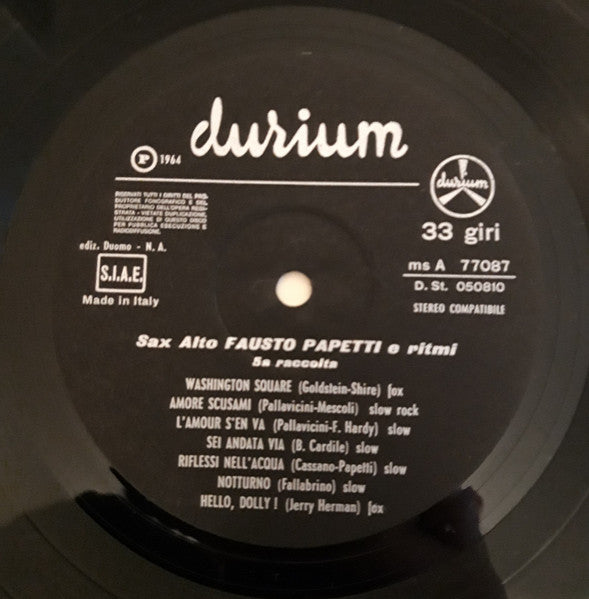 durium
P 1964
durium
RISERVATI TUTTI I DIRITTI DEL PRO-
DUTTORE FONOGRAFICO E DEL
PROPRIETARIO DELL'OPERA REGI-
STRATA - VIETATE DUPLICAZIONE,
UTILIZZAZIONE DI QUESTO DISCO
PER PUBBLICA ESECUZIONE E
RADIODIFFUSIONE.
33 giri
ediz. Duomo - N. A.
S.I.A.E.
Made in Italy
ms A 77087
D. St. 050810
STEREO COMPATIBILE
Sax Alto FAUSTO PAPETTI e ritmi
5a raccolta
WASHINGTON SQUARE (Goldstein-Shire) fox
AMORE SCUSAMI (Pallavicini-Mescoli) slow rock
L'AMOUR S'EN VA (Pallavicini-F. Hardy) slow
SEI ANDATA VIA (B. Cardile) slow
RIFLESSI NELL'ACQUA (Cassano-Papetti) slow
NOTTURNO (Fallabrino) slow
HELLO, DOLLY ! (Jerry Herman) fox